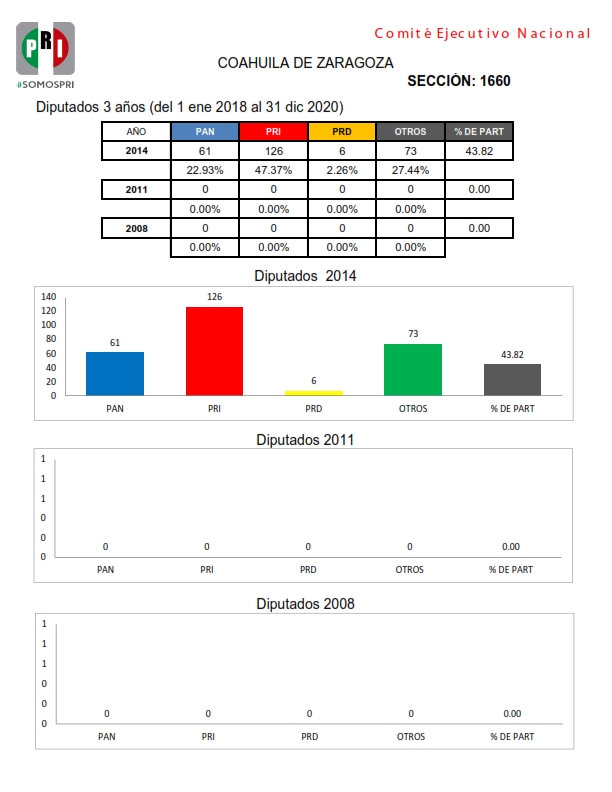 PRI
#SOMOSPRI
Comité Ejecutivo Nacional
COAHUILA DE ZARAGOZA
SECCIÓN: 1660
Diputados 3 años (del 1 ene 2018 al 31 dic 2020)
AÑO PAN PRI PRD OTROS % DE PART
2014 61 126 6 73 43.82
22.93% 47.37% 2.26% 27.44%
2011 0 0 0 0 0.00
0.00% 0.00% 0.00% 0.00%
2008 0 0 0 0 0.00
0.00% 0.00% 0.00% 0.00%
Diputados 2014
140
120
100
80
60
40
20
0
61 126 6 73 43.82
PAN PRI PRD OTROS % DE PART
Diputados 2011
1
1
1
0
0
0
0 0 0 0 0.00
PAN PRI PRD OTROS % DE PART
Diputados 2008
1
1
1
0
0
0
0 0 0 0 0.00
PAN PRI PRD OTROS % DE PART